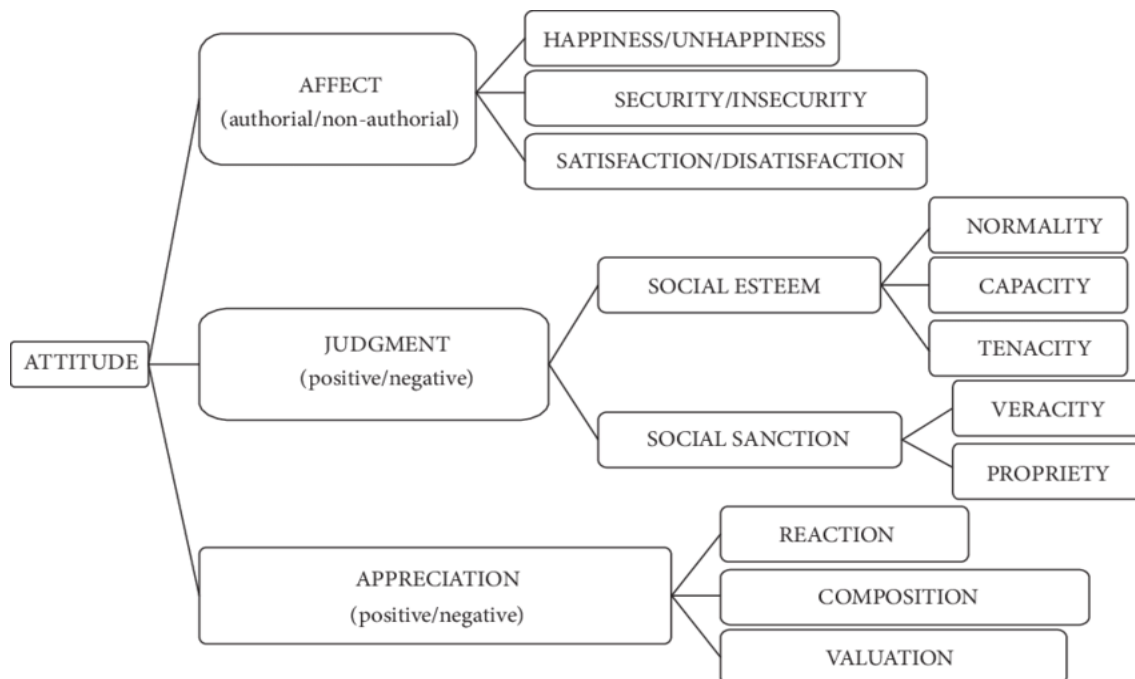 ATTITUDE
AFFECT
(authorial/non-authorial)
HAPPINESS/UNHAPPINESS
SECURITY/INSECURITY
SATISFACTION/DISATISFACTION
JUDGMENT
(positive/negative)
SOCIAL ESTEEM
NORMALITY
CAPACITY
TENACITY
SOCIAL SANCTION
VERACITY
PROPRIETY
APPRECIATION
(positive/negative)
REACTION
COMPOSITION
VALUATION